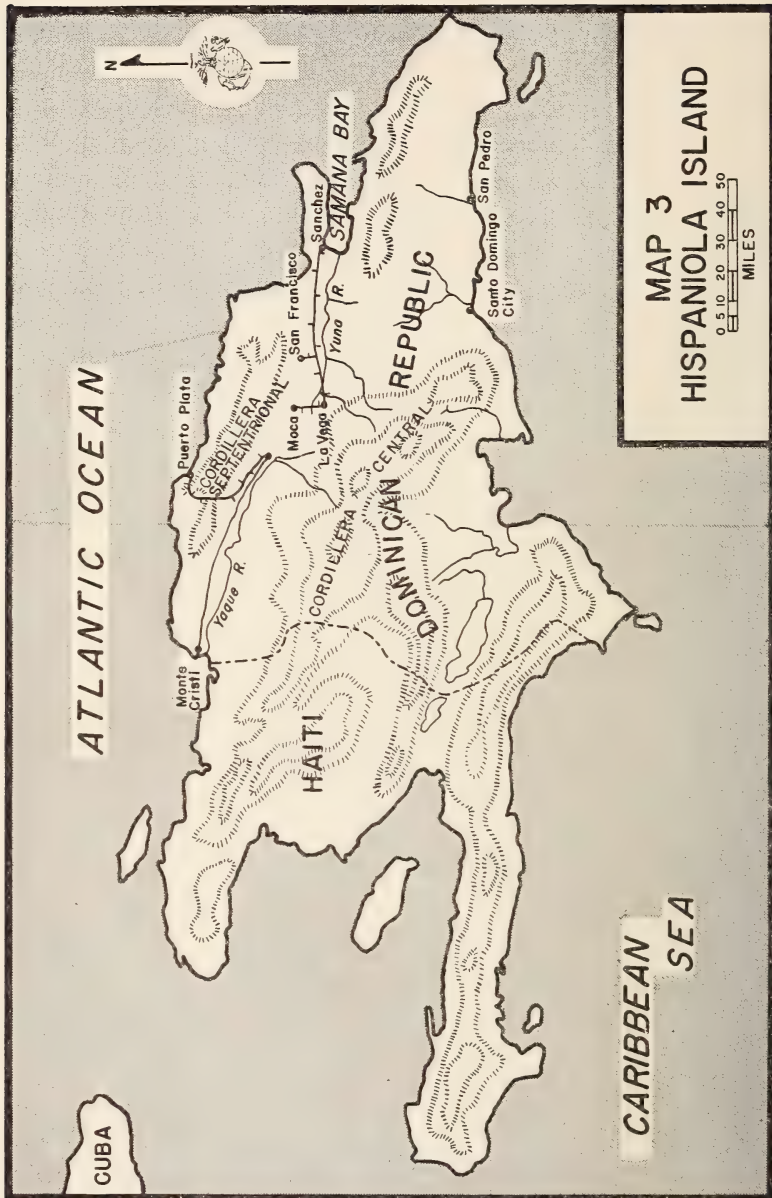 N
ATLANTIC OCEAN
CUBA
Puerto Plata
CORDILLERA
SEPTENTRIONAL
San Francisco
Sanchez
SAMANA BAY
Monte
Cristi
Yaque R.
Moca
La Vega
Yuna R.
HAITI
CORDILLERA CENTRAL
DOMINICAN REPUBLIC
Santo Domingo
City
San Pedro
CARIBBEAN
SEA
MAP 3
HISPANIOLA ISLAND
0 5 10 20 30 40 50
MILES